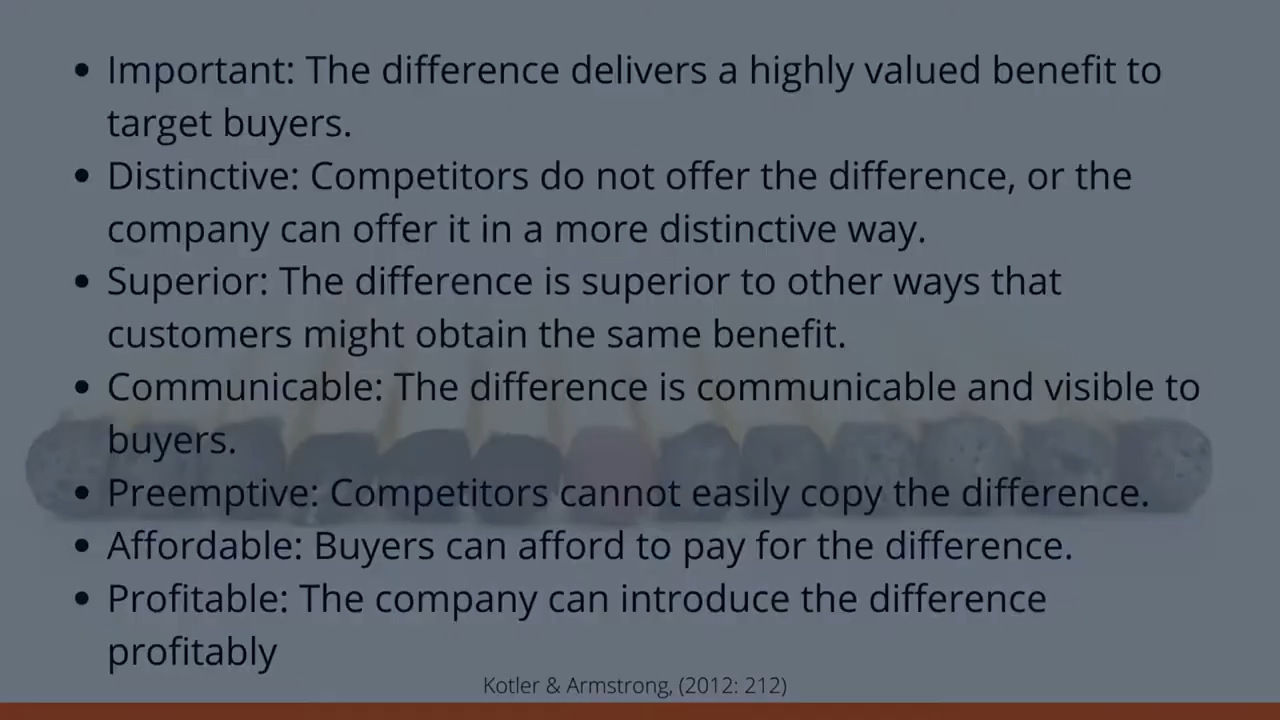 • Important: The difference delivers a highly valued benefit to
target buyers.
• Distinctive: Competitors do not offer the difference, or the
company can offer it in a more distinctive way.
• Superior: The difference is superior to other ways that
customers might obtain the same benefit.
• Communicable: The difference is communicable and visible to
buyers.
• Preemptive: Competitors cannot easily copy the difference.
• Affordable: Buyers can afford to pay for the difference.
• Profitable: The company can introduce the difference
profitably
Kotler & Armstrong, (2012: 212)